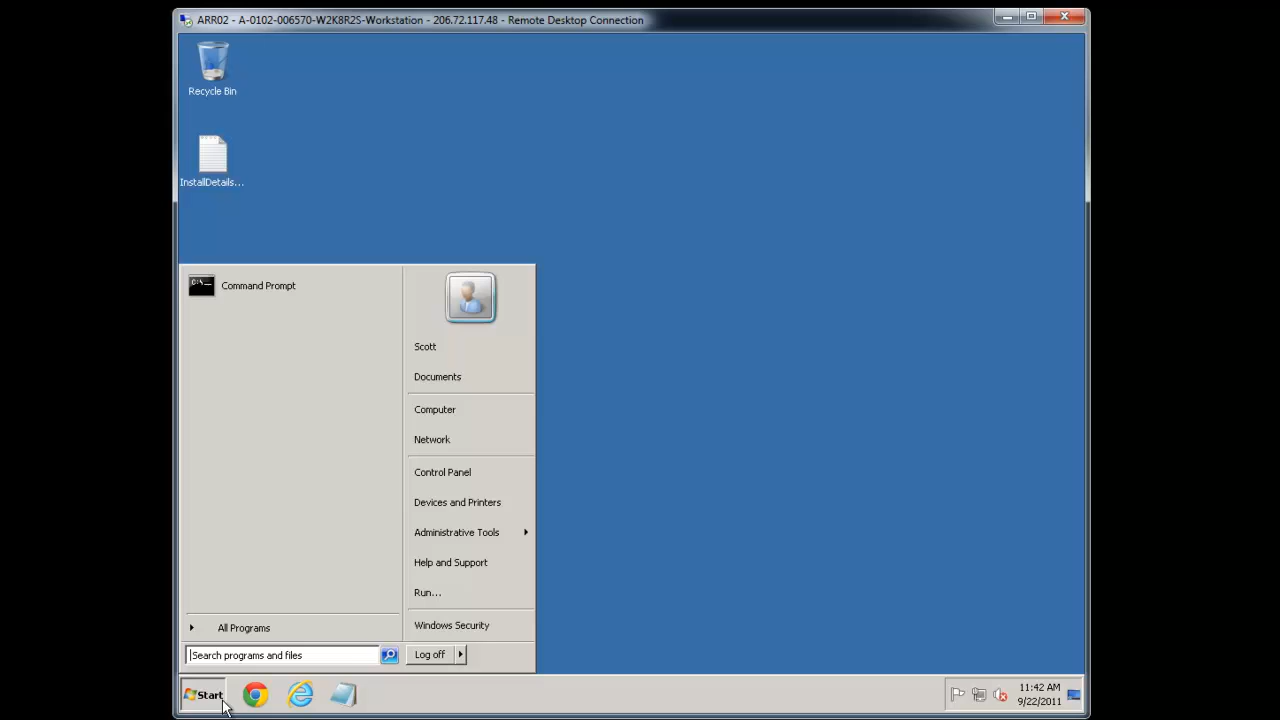 ARR02 - A-0102-006570-W2K8R2S-Workstation - 206.72.117.48 - Remote Desktop Connection
Recycle Bin
InstallDetails...
C:\_
Command Prompt
Scott
Documents
Computer
Network
Control Panel
Devices and Printers
Administrative Tools
Help and Support
Run...
Windows Security
All Programs
Search programs and files
Log off
Start
11:42 AM
9/22/2011